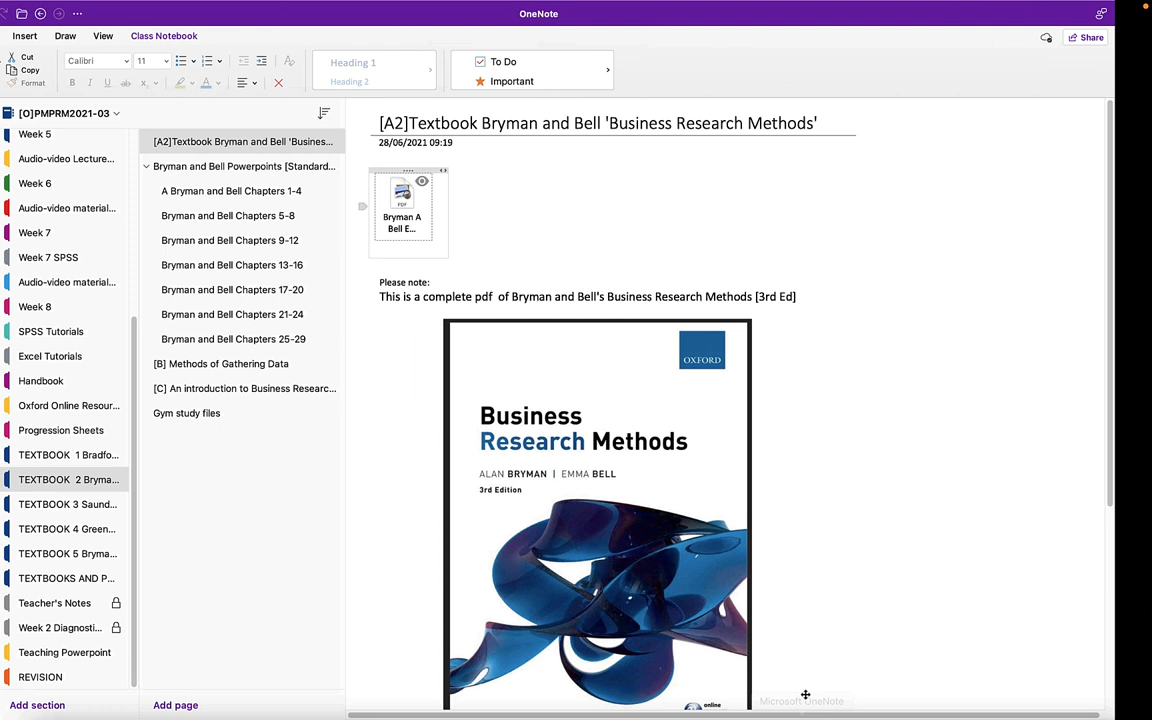 OneNote
Insert Draw View Class Notebook
Share
Cut
Copy
Format
Calibri 11
B I U ab x
A
Heading 1
Heading 2
To Do
Important
[O]PMPRM2021-03
Week 5
Audio-video Lecture...
Week 6
Audio-video material...
Week 7
Week 7 SPSS
Audio-video material...
Week 8
SPSS Tutorials
Excel Tutorials
Handbook
Oxford Online Resour...
Progression Sheets
TEXTBOOK 1 Bradfo...
TEXTBOOK 2 Bryma...
TEXTBOOK 3 Saund...
TEXTBOOK 4 Green...
TEXTBOOK 5 Bryma...
TEXTBOOKS AND P...
Teacher's Notes
Week 2 Diagnosti...
Teaching Powerpoint
REVISION
Add section
[A2]Textbook Bryman and Bell 'Busines...
Bryman and Bell Powerpoints [Standard...
A Bryman and Bell Chapters 1-4
Bryman and Bell Chapters 5-8
Bryman and Bell Chapters 9-12
Bryman and Bell Chapters 13-16
Bryman and Bell Chapters 17-20
Bryman and Bell Chapters 21-24
Bryman and Bell Chapters 25-29
[B] Methods of Gathering Data
[C] An introduction to Business Researc...
Gym study files
Add page
[A2]Textbook Bryman and Bell 'Business Research Methods'
28/06/2021 09:19
PDF
Bryman A
Bell E...
Please note:
This is a complete pdf of Bryman and Bell's Business Research Methods [3rd Ed]
OXFORD
Business
Research Methods
ALAN BRYMAN | EMMA BELL
3rd Edition
online
Microsoft OneNote